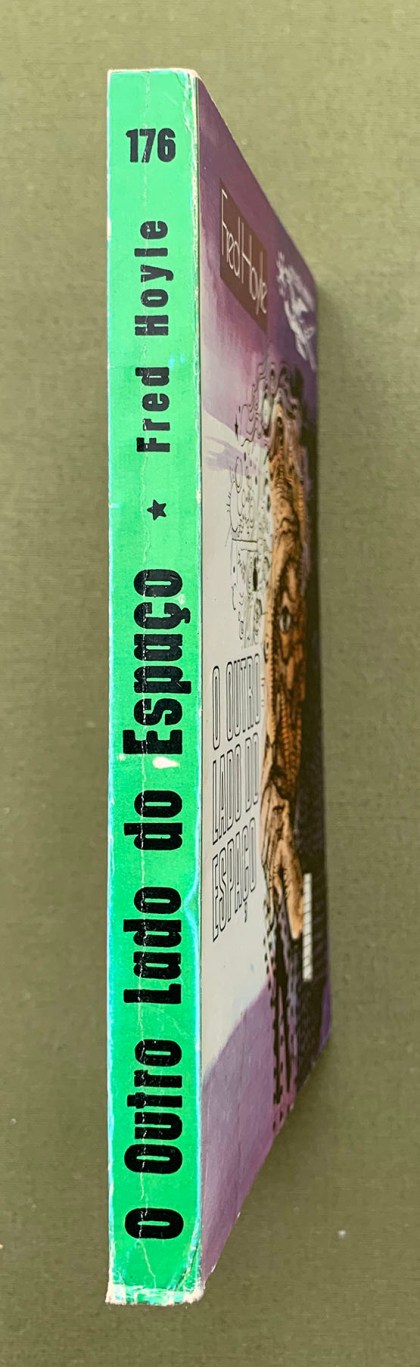 176
O Outro Lado do Espaço ★ Fred Hoyle
Fred Hoyle
O OUTRO
LADO DO
ESPAÇO